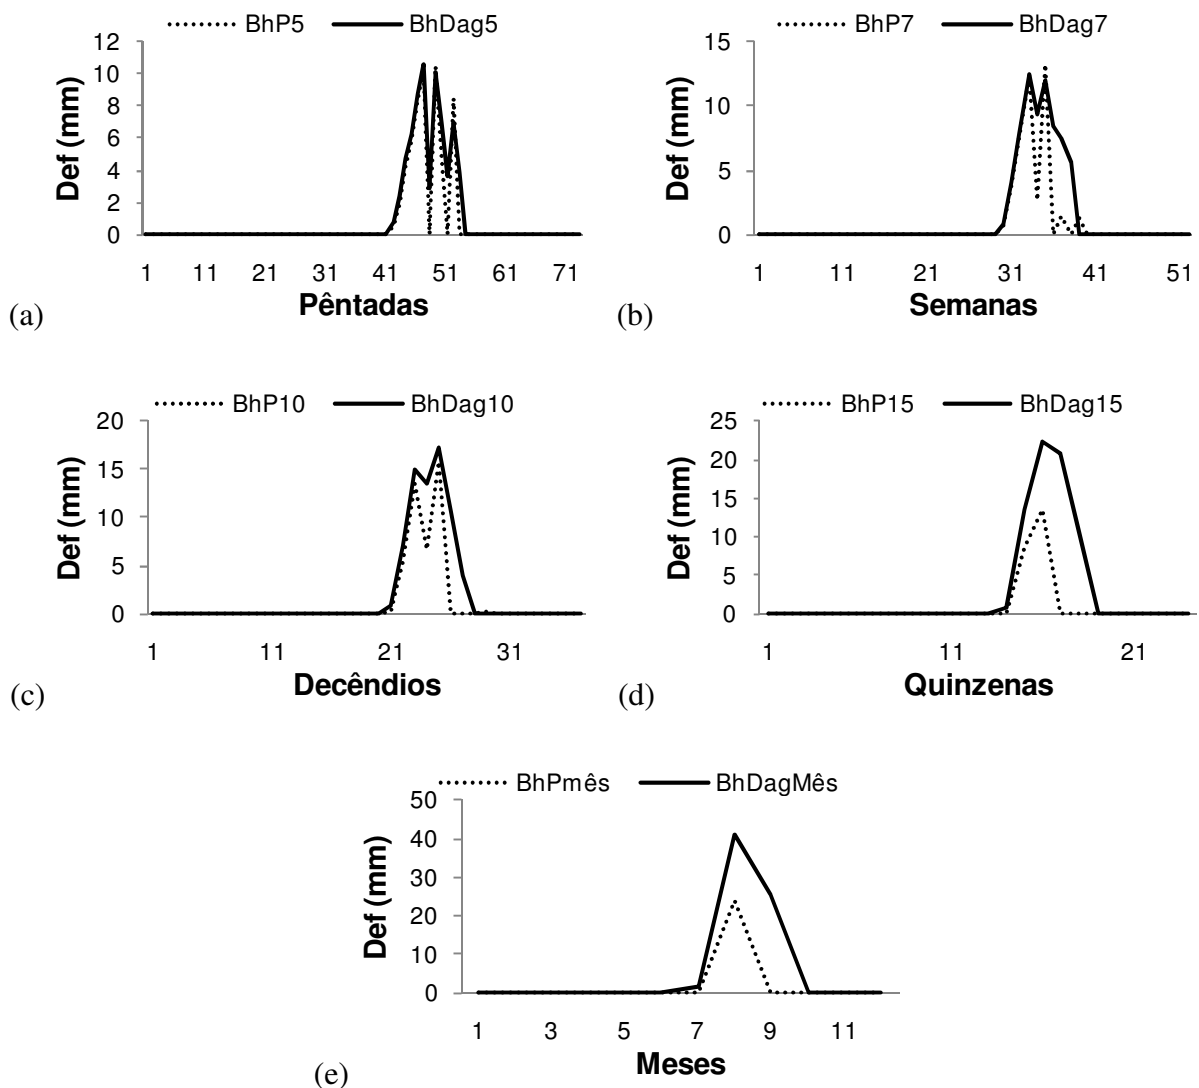 BhP5 BhDag5
12
10
8
6
4
2
0
Def (mm)
1 11 21 31 41 51 61 71
Pêntadas
(a)
BhP7 BhDag7
15
10
5
0
Def (mm)
1 11 21 31 41 51
Semanas
(b)
BhP10 BhDag10
20
15
10
5
0
Def (mm)
1 11 21 31
Decêndios
(c)
BhP15 BhDag15
25
20
15
10
5
0
Def (mm)
1 11 21
Quinzenas
(d)
BhPmês BhDagMês
50
40
30
20
10
0
Def (mm)
1 3 5 7 9 11
Meses
(e)